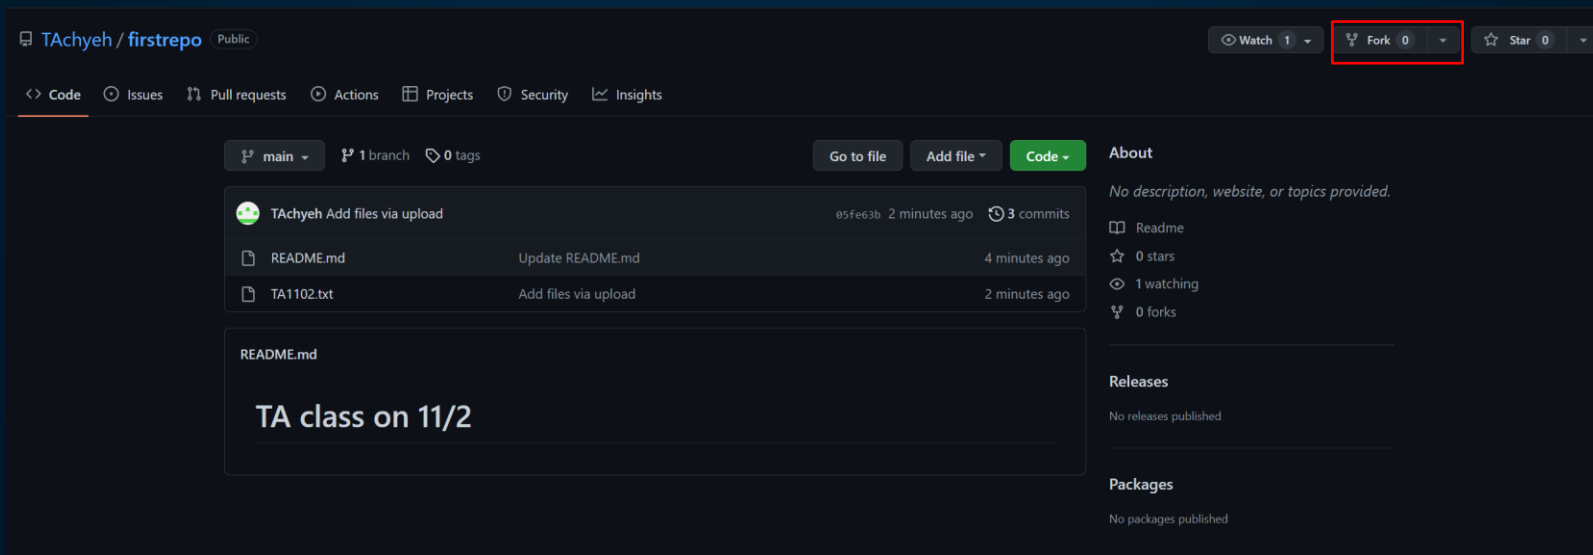 TAchyeh / firstrepo Public
Watch 1 Fork 0 Star 0
Code Issues Pull requests Actions Projects Security Insights
main 1 branch 0 tags Go to file Add file Code
TAchyeh Add files via upload 05fe63b 2 minutes ago 3 commits
README.md Update README.md 4 minutes ago
TA1102.txt Add files via upload 2 minutes ago
README.md
TA class on 11/2
About
No description, website, or topics provided.
Readme
0 stars
1 watching
0 forks
Releases
No releases published
Packages
No packages published